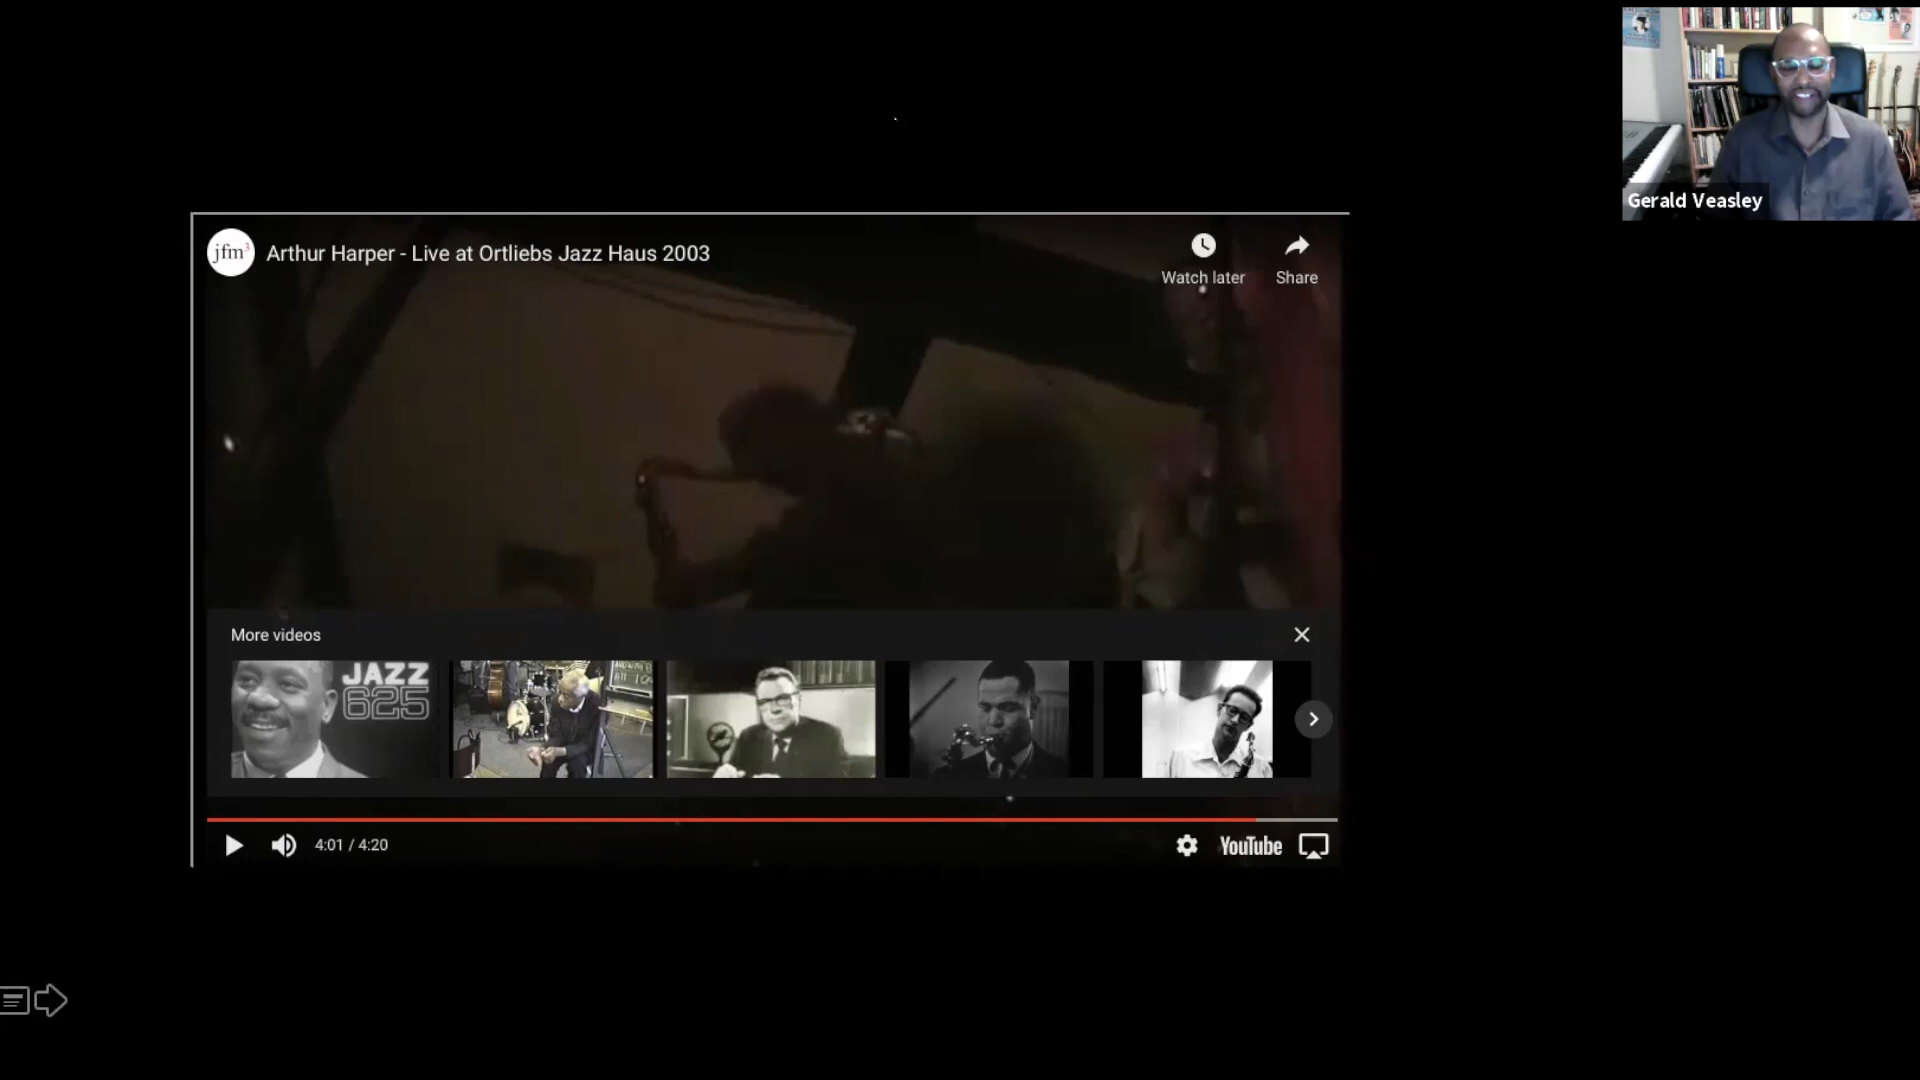 Gerald Veasley
jfm3
Arthur Harper - Live at Ortliebs Jazz Haus 2003
Watch later
Share
More videos
JAZZ
625
4:01 / 4:20
YouTube